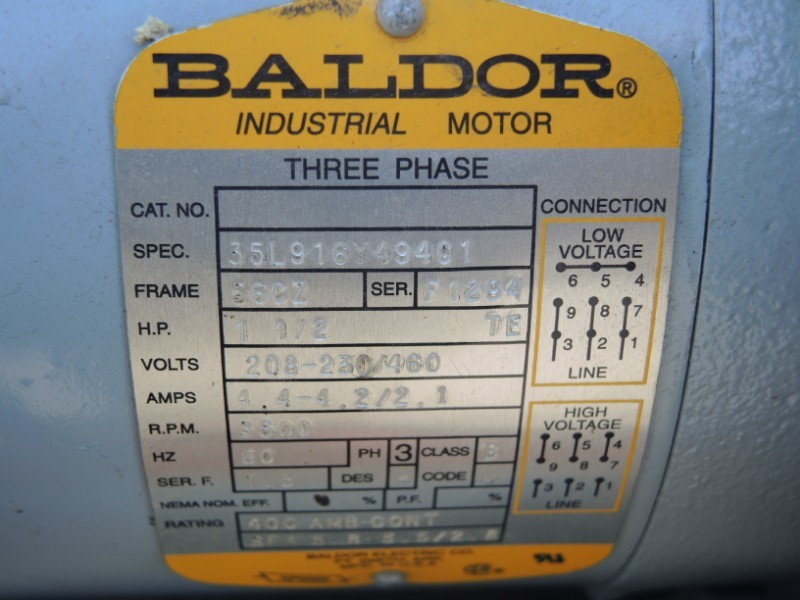 BALDOR®
INDUSTRIAL MOTOR
THREE PHASE
CAT. NO.
SPEC. 35L916Y494G1
FRAME 56CZ SER. F1294
H.P. 1 1/2 TE
VOLTS 208-230/460
AMPS 4.4-4.2/2.1
R.P.M.
HZ 60 PH 3 CLASS
SER. F. DES CODE
NEMA NOM. EFF. % P.F. %
RATING 40C AMB CONT
BALDOR ELECTRIC CO.
CONNECTION
LOW
VOLTAGE
6 5 4
9 8 7
3 2 1
LINE
HIGH
VOLTAGE
6 5 4
9 8 7
3 2 1
LINE